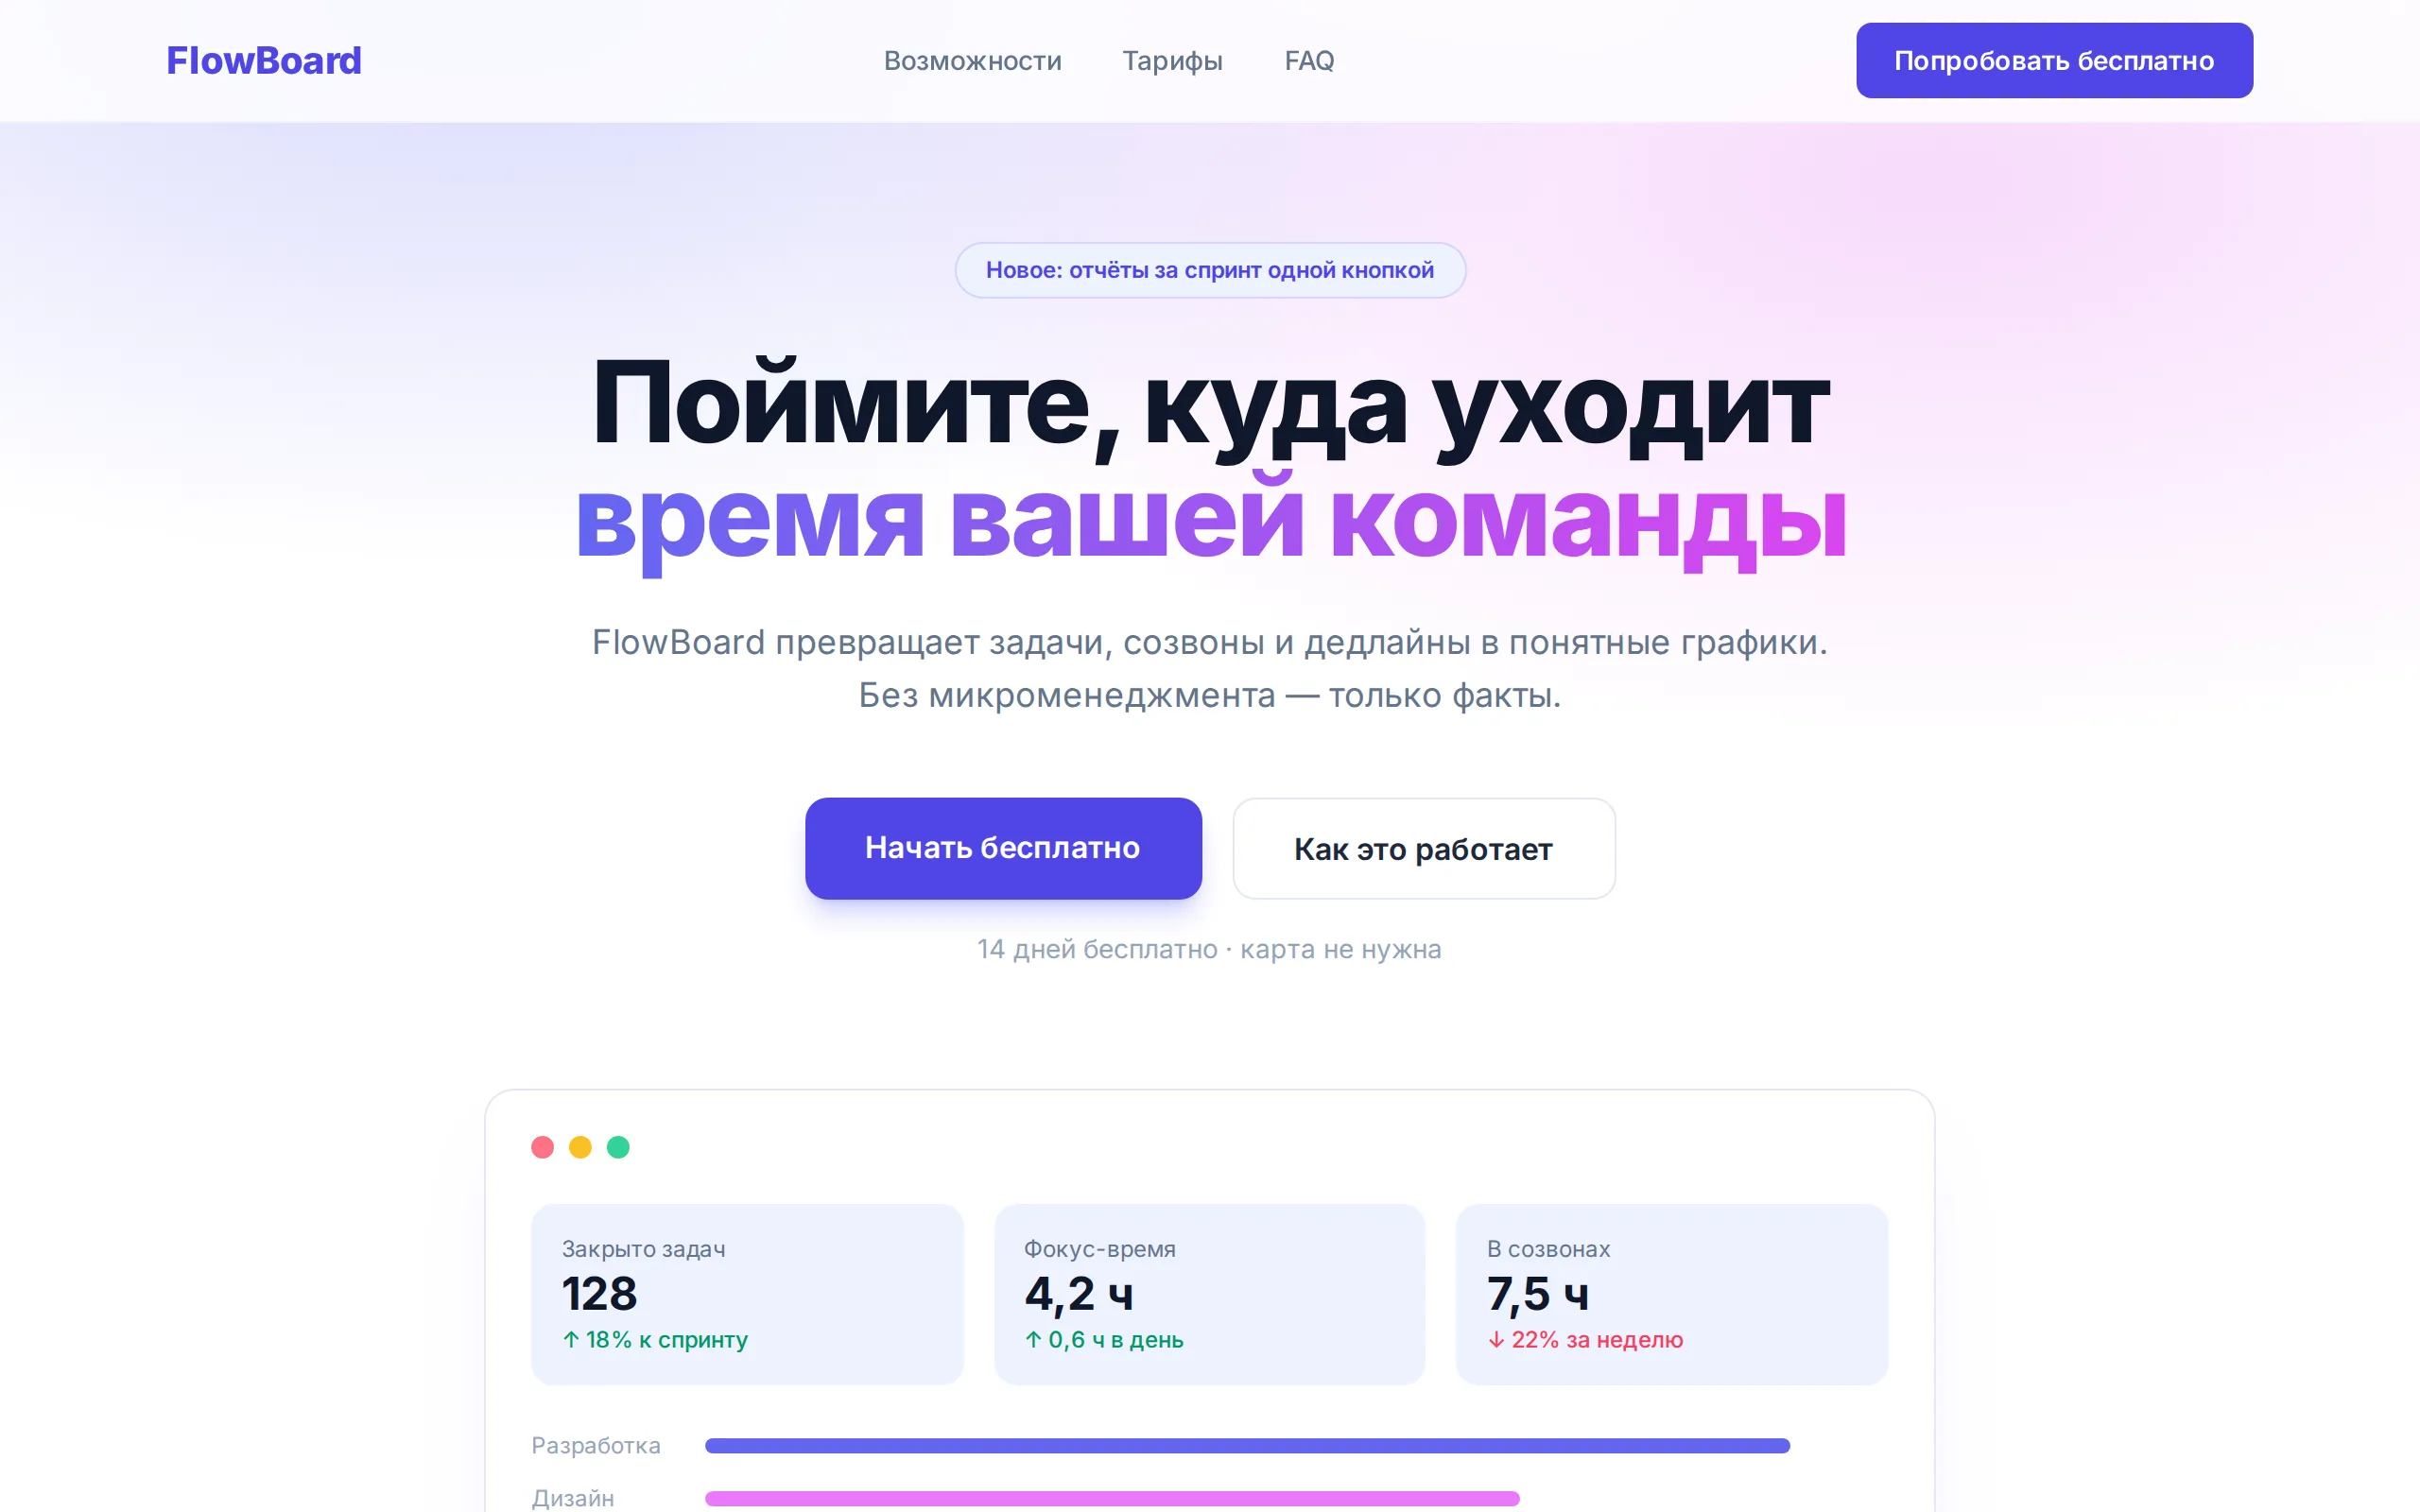 FlowBoard
Возможности
Тарифы
FAQ
Попробовать бесплатно
Новое: отчёты за спринт одной кнопкой
Поймите, куда уходит
время вашей команды
FlowBoard превращает задачи, созвоны и дедлайны в понятные графики.
Без микроменеджмента — только факты.
Начать бесплатно
Как это работает
14 дней бесплатно · карта не нужна
Закрыто задач
128
↑ 18% к спринту
Фокус-время
4,2 ч
↑ 0,6 ч в день
В созвонах
7,5 ч
↓ 22% за неделю
Разработка
Дизайн